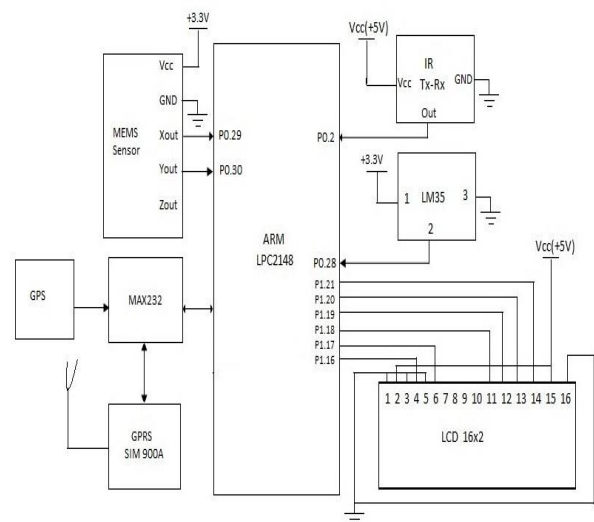 +3.3V
Vcc
GND
MEMS
Sensor
Xout
Yout
Zout
P0.29
P0.30
ARM
LPC2148
GPS
MAX232
GPRS
SIM 900A
Vcc(+5V)
IR
Vcc Tx-Rx GND
Out
P0.2
+3.3V
1 LM35 3
2
P0.28
P1.21
P1.20
P1.19
P1.18
P1.17
P1.16
Vcc(+5V)
1 2 3 4 5 6 7 8 9 10 11 12 13 14 15 16
LCD 16x2